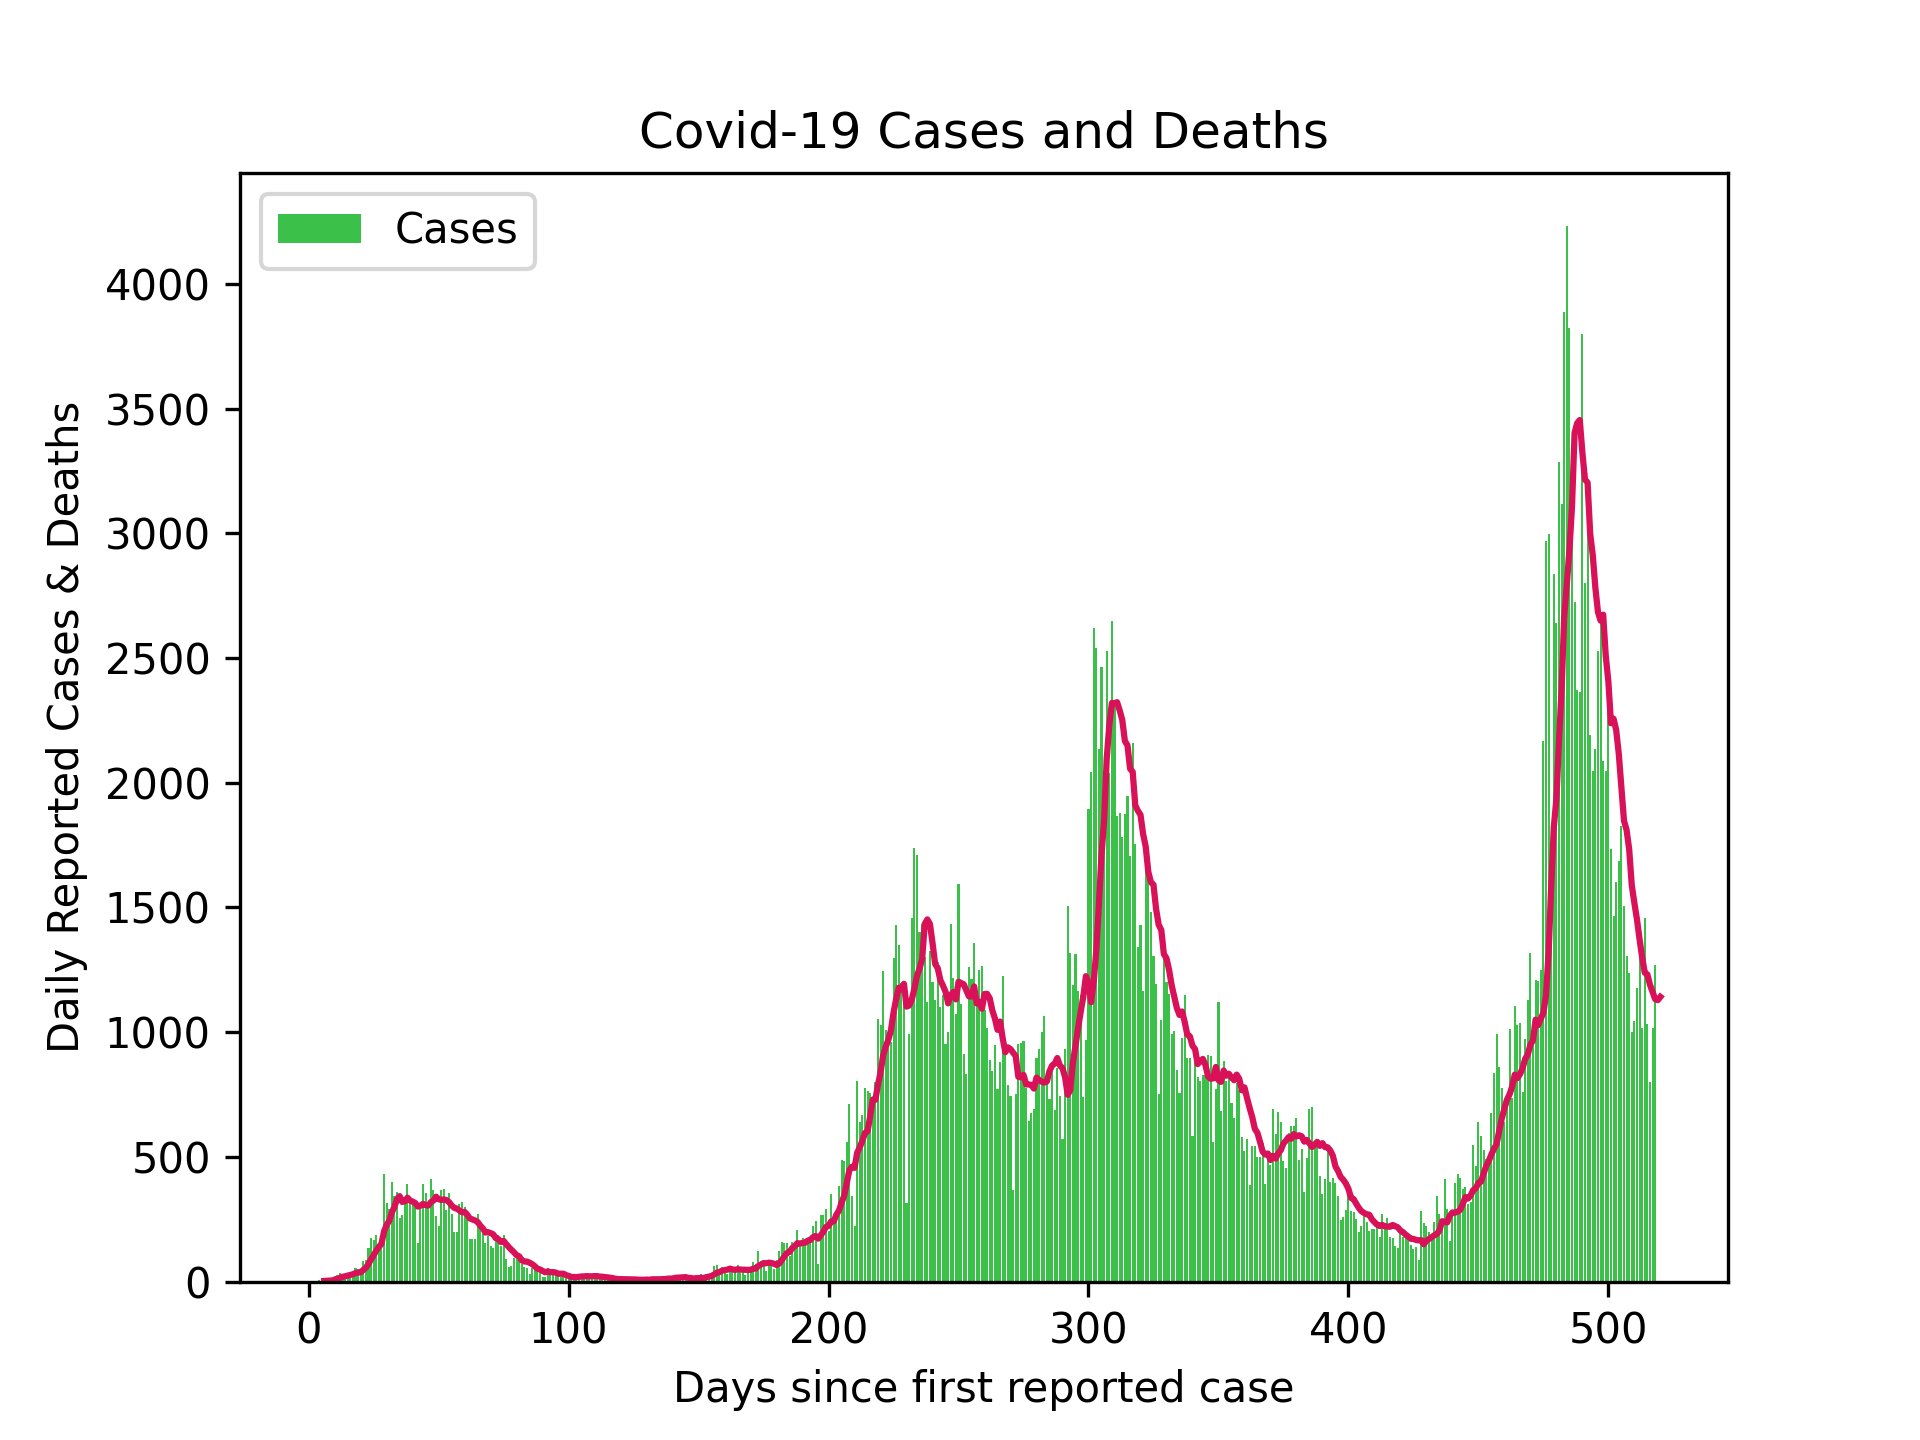 Covid-19 Cases and Deaths
Cases
Daily Reported Cases & Deaths
4000
3500
3000
2500
2000
1500
1000
500
0
0 100 200 300 400 500
Days since first reported case